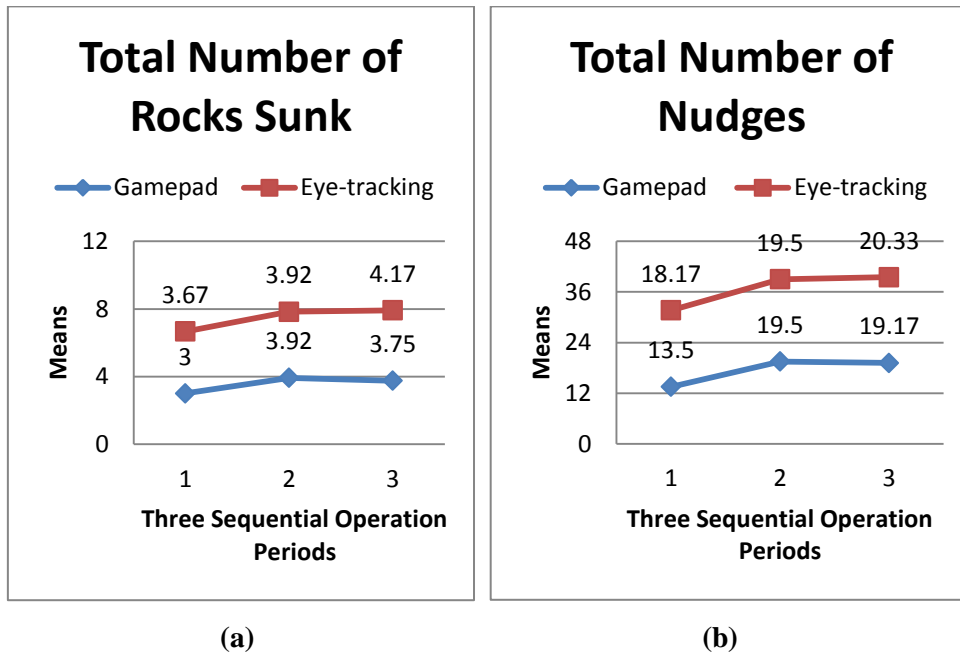 Total Number of
Rocks Sunk
Gamepad Eye-tracking
12
8
4
0
Means
3.67 3.92 4.17
3 3.92 3.75
1 2 3
Three Sequential Operation
Periods
(a)
Total Number of
Nudges
Gamepad Eye-tracking
48
36
24
12
0
Means
18.17 19.5 20.33
13.5 19.5 19.17
1 2 3
Three Sequential Operation
Periods
(b)